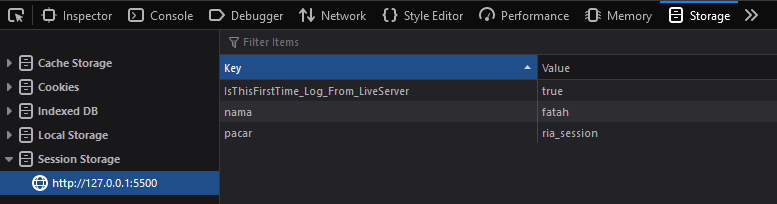 Inspector Console Debugger Network Style Editor Performance Memory Storage
Filter Items
Cache Storage
Cookies
Indexed DB
Local Storage
Session Storage
http://127.0.0.1:5500
Key Value
IsThisFirstTime_Log_From_LiveServer true
nama fatah
pacar ria_session